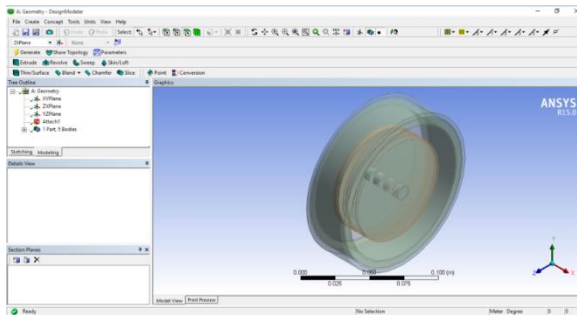 A: Geometry - DesignModeler
File Create Concept Tools Units View Help
Undo Redo Select:
ZXPlane None
Generate Share Topology Parameters
Extrude Revolve Sweep Skin/Loft
Thin/Surface Blend Chamfer Slice Point Conversion
Tree Outline
A: Geometry
XYPlane
ZXPlane
YZPlane
Attach1
1 Part, 5 Bodies
Sketching Modeling
Details View
Section Planes
Graphics
ANSYS
R15.0
0.000 0.050 0.100 (m)
0.025 0.075
Y
Z X
Model View Print Preview
Ready No Selection Meter Degree 0 0